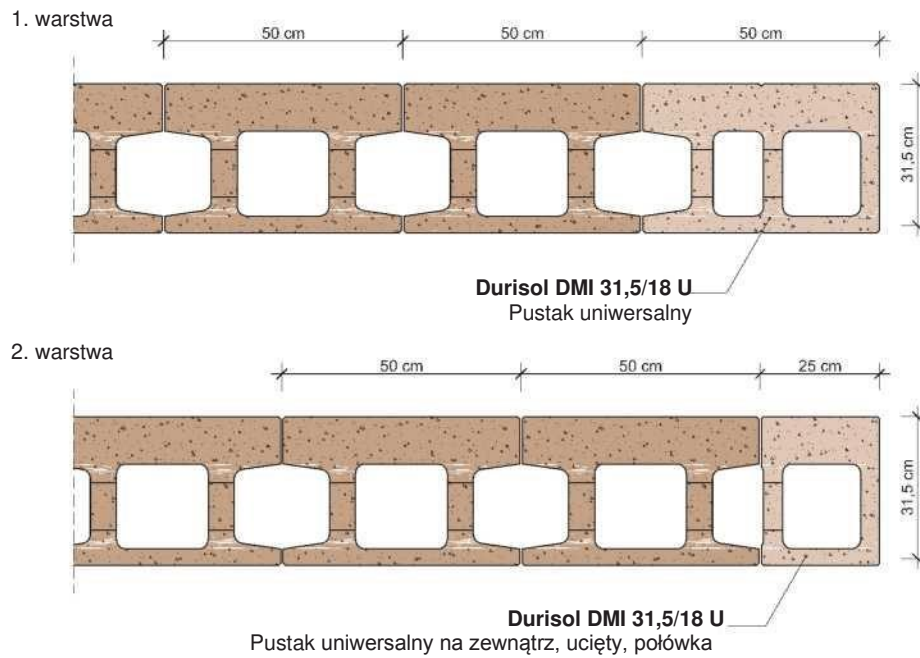 1. warstwa
50 cm 50 cm 50 cm
31,5 cm
Durisol DMI 31,5/18 U
Pustak uniwersalny
2. warstwa
50 cm 50 cm 25 cm
31,5 cm
Durisol DMI 31,5/18 U
Pustak uniwersalny na zewnątrz, ucięty, połówka